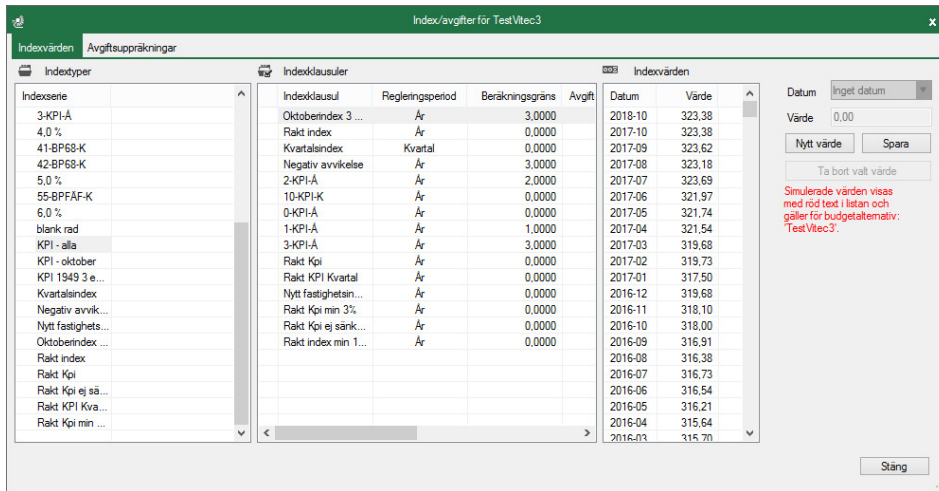 Index/avgifter för TestVitec3
x
Indexvärden Avgiftsuppräkningar
Indextyper
Indexserie
3-KPI-Å
4,0 %
41-BP68-K
42-BP68-K
5,0 %
55-BPFÄF-K
6,0 %
blank rad
KPI - alla
KPI - oktober
KPI 1949 3 e...
Kvartalsindex
Negativ avvik...
Nytt fastighets...
Oktoberindex ...
Rakt index
Rakt Kpi
Rakt Kpi ej sä...
Rakt KPI Kva...
Rakt Kpi min ...
Indexklausuler
Indexklausul Regleringsperiod Beräkningsgräns Avgift
Oktoberindex 3 ... År 3,0000
Rakt index År 0,0000
Kvartalsindex Kvartal 0,0000
Negativ avvikelse År 3,0000
2-KPI-Å År 2,0000
10-KPI-K År 0,0000
0-KPI-Å År 0,0000
1-KPI-Å År 1,0000
3-KPI-Å År 3,0000
Rakt Kpi År 0,0000
Rakt KPI Kvartal År 0,0000
Nytt fastighetsin... År 0,0000
Rakt Kpi min 3% År 0,0000
Rakt Kpi ej sänk... År 0,0000
Rakt index min 1... År 0,0000
Indexvärden
Datum Värde
2018-10 323,38
2017-10 323,38
2017-09 323,62
2017-08 323,18
2017-07 323,69
2017-06 321,97
2017-05 321,74
2017-04 321,54
2017-03 319,68
2017-02 319,73
2017-01 317,50
2016-12 319,68
2016-11 318,10
2016-10 318,00
2016-09 316,91
2016-08 316,38
2016-07 316,73
2016-06 316,54
2016-05 316,21
2016-04 315,64
2016-03 315,70
Datum Inget datum
Värde 0,00
Nytt värde Spara
Ta bort valt värde
Simulerade värden visas
med röd text i listan och
gäller för budgetalternativ:
'TestVitec3'.
Stäng